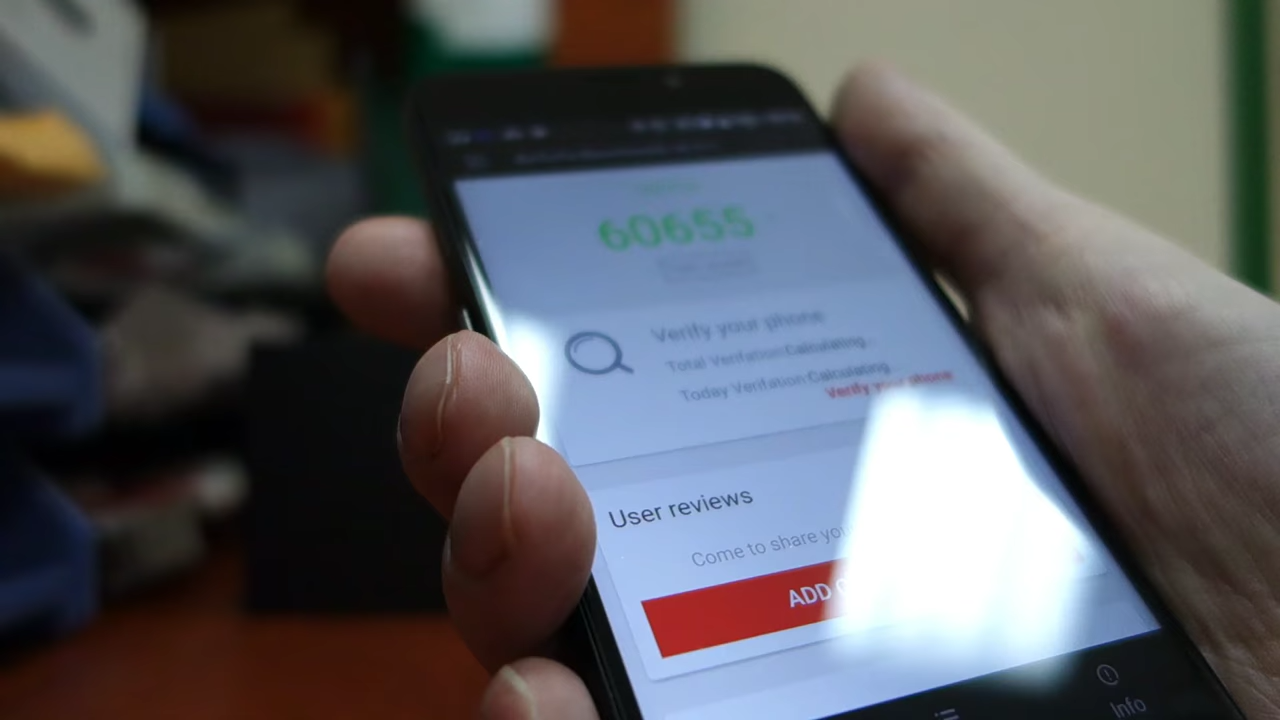 60655
Verify your phone
Total Verifation:Calculating..
Today Verifation:Calculating..
Verify your phone
User reviews
Come to share
ADD
Info